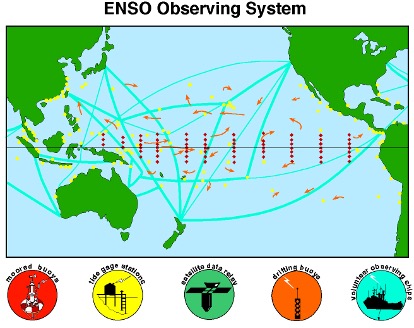 ENSO Observing System
moored buoys
tide gage stations
satellite data relay
drifting buoys
volunteer observing ships